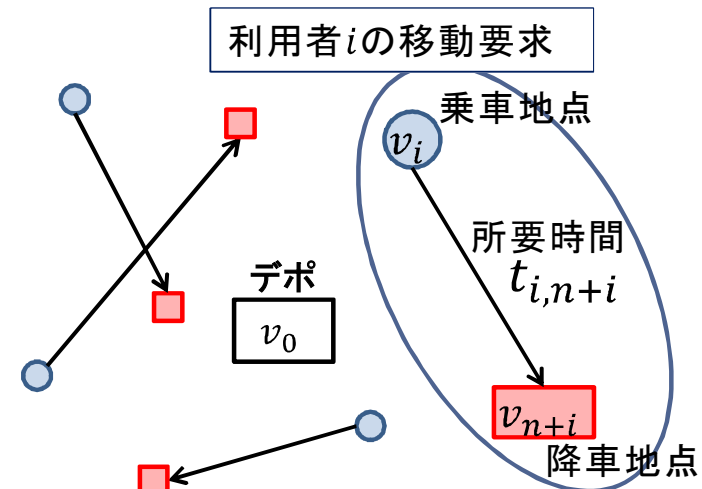 利用者iの移動要求
乗車地点
v_i
所要時間
t_{i,n+i}
デポ
v_0
v_{n+i}
降車地点